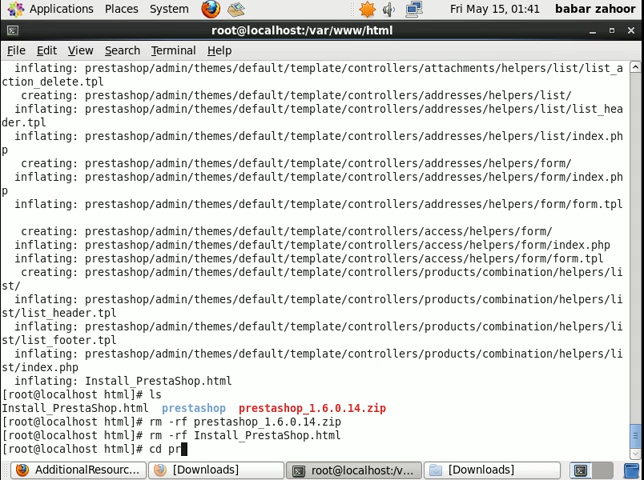 Applications Places System Fri May 15, 01:41 babar zahoor
root@localhost:/var/www/html
File Edit View Search Terminal Help
inflating: prestashop/admin/themes/default/template/controllers/attachments/helpers/list/list_a
ction_delete.tpl
creating: prestashop/admin/themes/default/template/controllers/addresses/helpers/list/
inflating: prestashop/admin/themes/default/template/controllers/addresses/helpers/list/list_hea
der.tpl
inflating: prestashop/admin/themes/default/template/controllers/addresses/helpers/list/index.ph
p
creating: prestashop/admin/themes/default/template/controllers/addresses/helpers/form/
inflating: prestashop/admin/themes/default/template/controllers/addresses/helpers/form/index.ph
p
inflating: prestashop/admin/themes/default/template/controllers/addresses/helpers/form/form.tpl
creating: prestashop/admin/themes/default/template/controllers/access/helpers/form/
inflating: prestashop/admin/themes/default/template/controllers/access/helpers/form/index.php
inflating: prestashop/admin/themes/default/template/controllers/access/helpers/form/form.tpl
creating: prestashop/admin/themes/default/template/controllers/products/combination/helpers/li
st/
inflating: prestashop/admin/themes/default/template/controllers/products/combination/helpers/li
st/list_header.tpl
inflating: prestashop/admin/themes/default/template/controllers/products/combination/helpers/li
st/list_footer.tpl
inflating: prestashop/admin/themes/default/template/controllers/products/combination/helpers/li
st/index.php
inflating: Install_PrestaShop.html
[root@localhost html]# ls
Install_PrestaShop.html prestashop prestashop_1.6.0.14.zip
[root@localhost html]# rm -rf prestashop_1.6.0.14.zip
[root@localhost html]# rm -rf Install_PrestaShop.html
[root@localhost html]# cd pr
AdditionalResourc... [Downloads] root@localhost:/v... [Downloads]